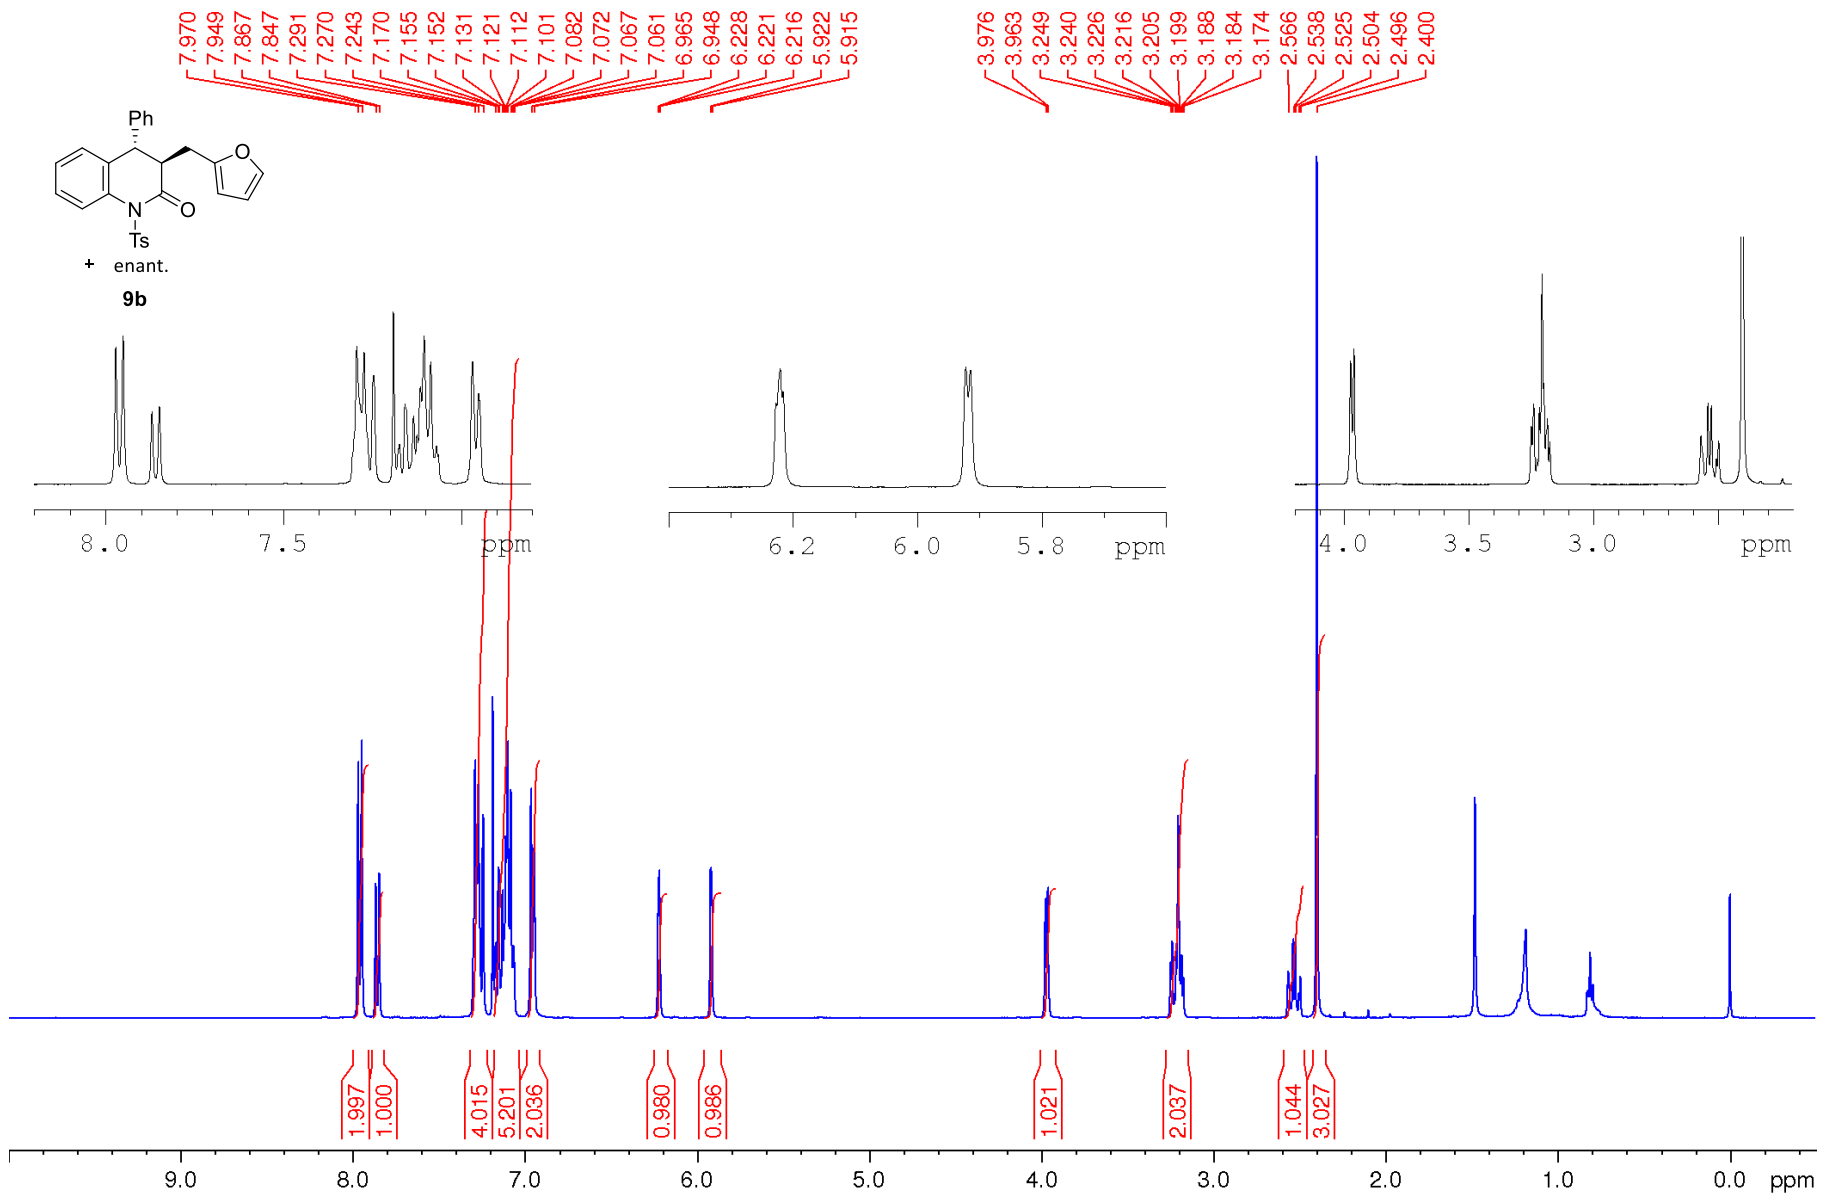 7.970 7.949 7.867 7.847 7.291 7.270 7.243 7.170 7.155 7.152 7.131 7.121 7.112 7.101 7.082 7.072 7.067 7.061 6.965 6.948 6.228 6.221 6.216 5.922 5.915 3.976 3.963 3.249 3.240 3.226 3.216 3.205 3.199 3.188 3.184 3.174 2.566 2.538 2.525 2.504 2.496 2.400
Ph
O
N
O
Ts
+ enant.
9b
8.0 7.5 ppm
6.2 6.0 5.8 ppm
4.0 3.5 3.0 ppm
1.997 1.000 4.015 5.201 2.036 0.980 0.986 1.021 2.037 1.044 3.027
9.0 8.0 7.0 6.0 5.0 4.0 3.0 2.0 1.0 0.0 ppm